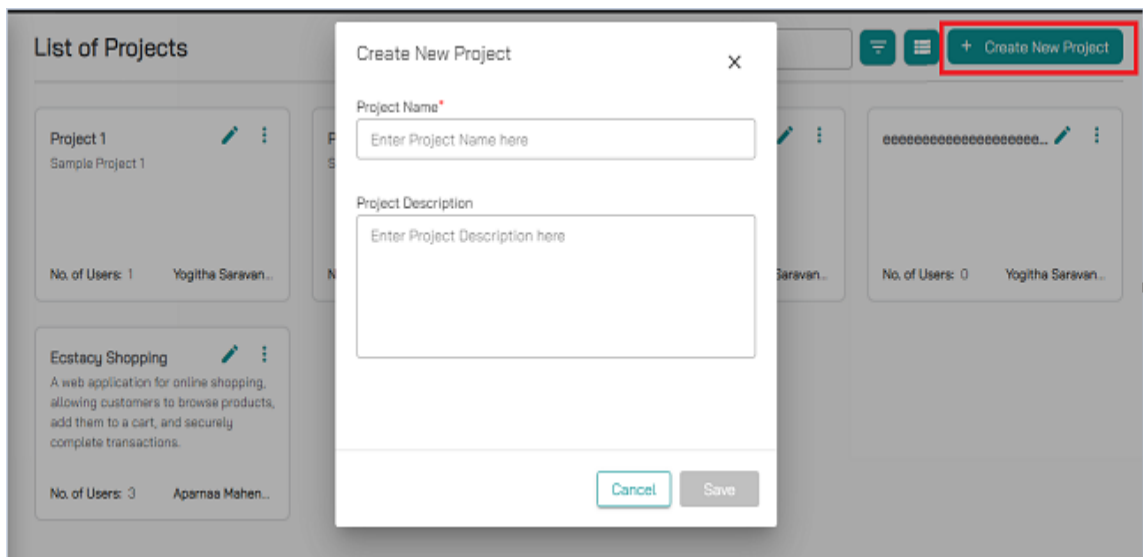 List of Projects
+ Create New Project
Create New Project
Project Name*
Enter Project Name here
Project Description
Enter Project Description here
Cancel
Save
Project 1
Sample Project 1
No. of Users: 1 Yogitha Saravan...
P
S
N
Saravan...
eeeeeeeeeeeeeeeeeeee...
No. of Users: 0 Yogitha Saravan...
Ecstacy Shopping
A web application for online shopping,
allowing customers to browse products,
add them to a cart, and securely
complete transactions.
No. of Users: 3 Aparnaa Mahen...